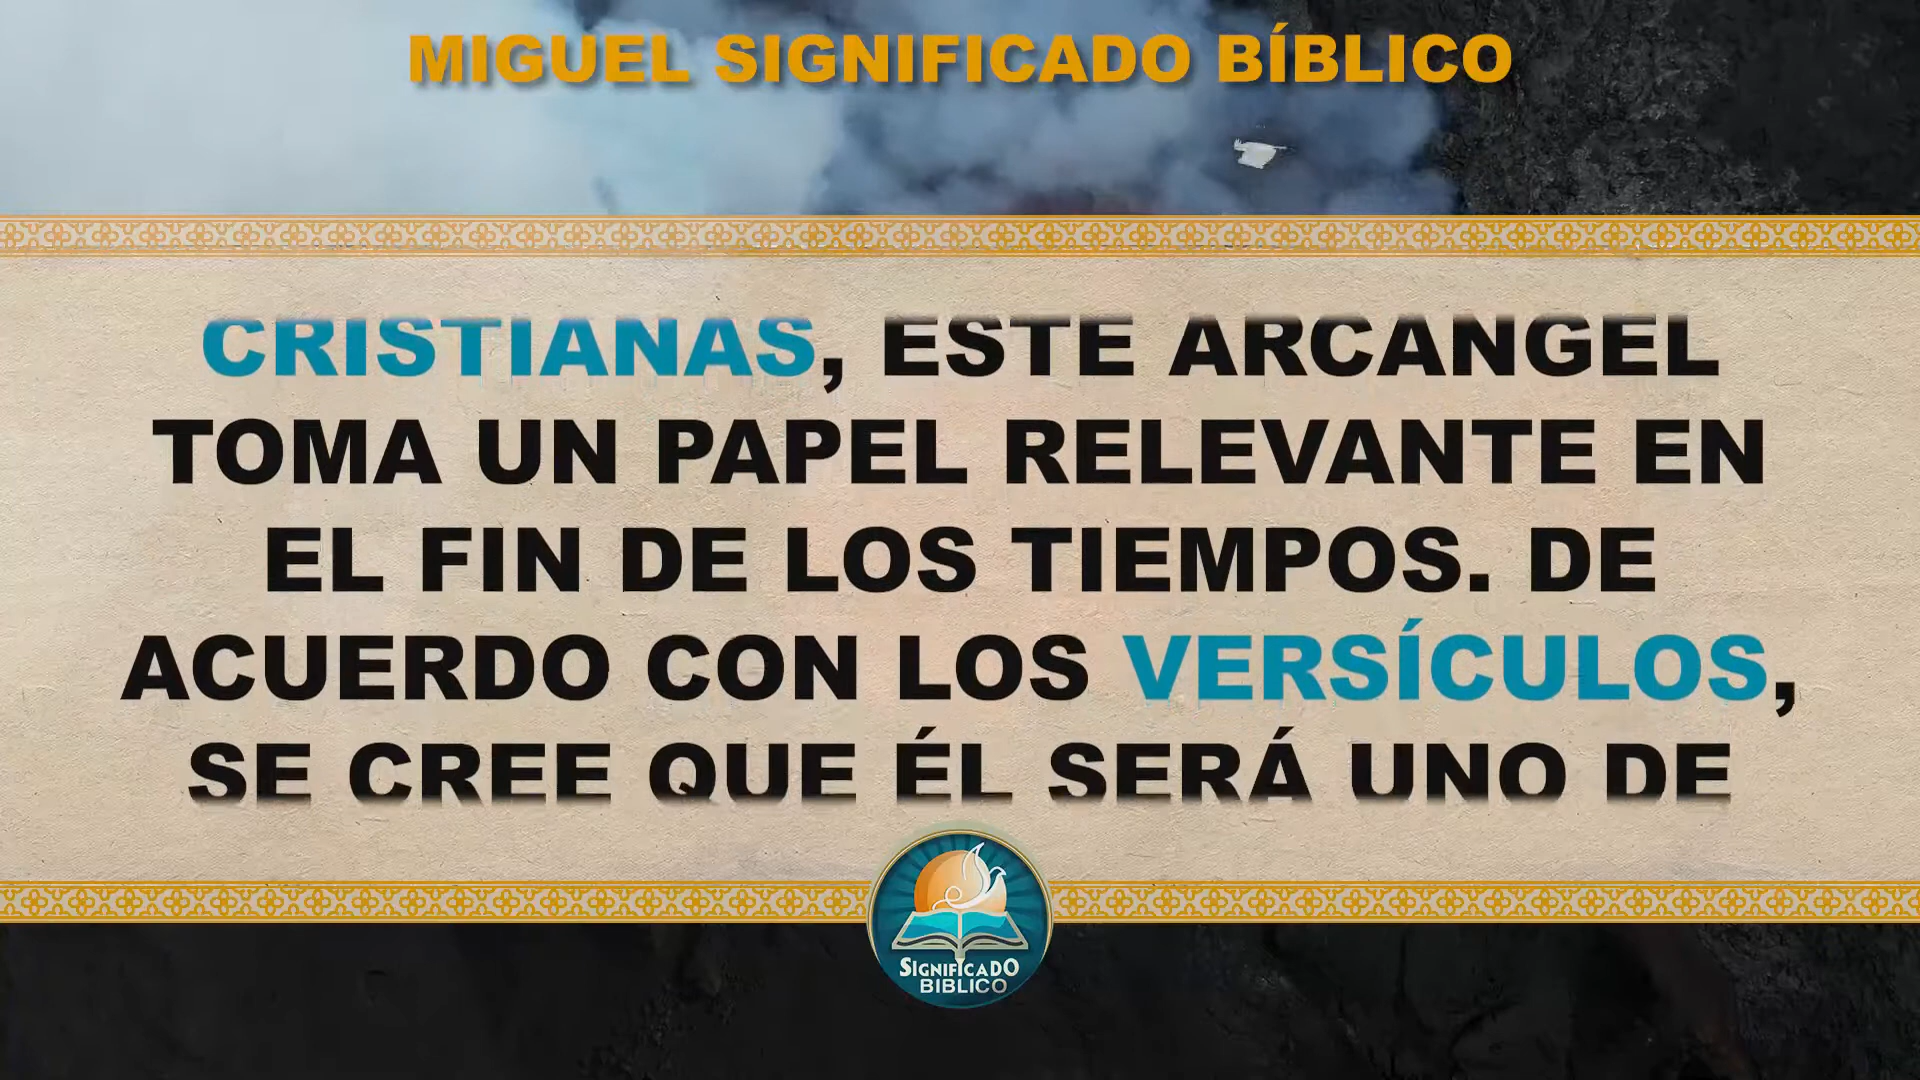 MIGUEL SIGNIFICADO BÍBLICO
CRISTIANAS, ESTE ARCANGEL
TOMA UN PAPEL RELEVANTE EN
EL FIN DE LOS TIEMPOS. DE
ACUERDO CON LOS VERSÍCULOS,
SE CREE QUE ÉL SERÁ UNO DE
SIGNIFICADO
BIBLICO